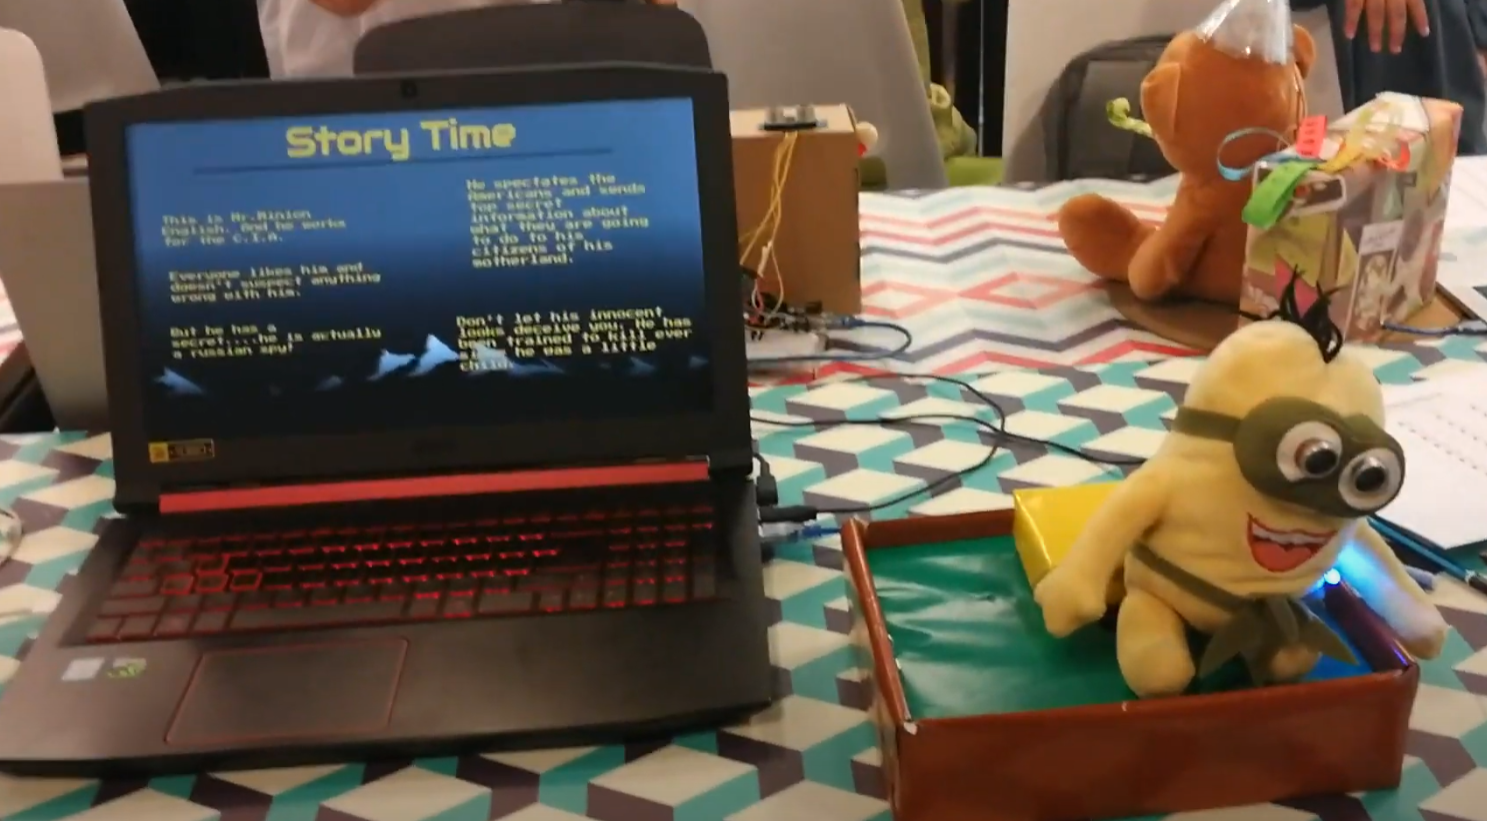 Story Time
This is Mr.Minion
English. And he works
for the C.I.A.
Everyone likes his and
doesn't suspect anything
wrong with his.
But he has a
secret...he is actually
a russian spy!
He spectates the
Americans and sends
top secret
information about
what they are going
to do to his
citizens of his
motherland.
Don't let his innocent
looks deceive you. He has
been trained to kill ever
since he was a little
child.